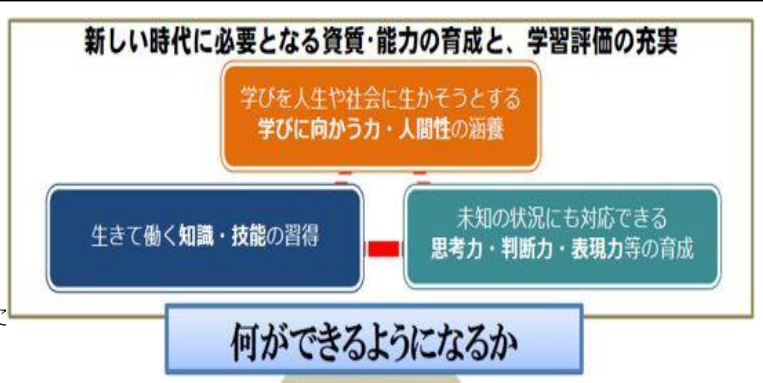 新しい時代に必要となる資質・能力の育成と、学習評価の充実
学びを人生や社会に生かそうとする
学びに向かう力・人間性の涵養
生きて働く知識・技能の習得
未知の状況にも対応できる
思考力・判断力・表現力等の育成
何ができるようになるか